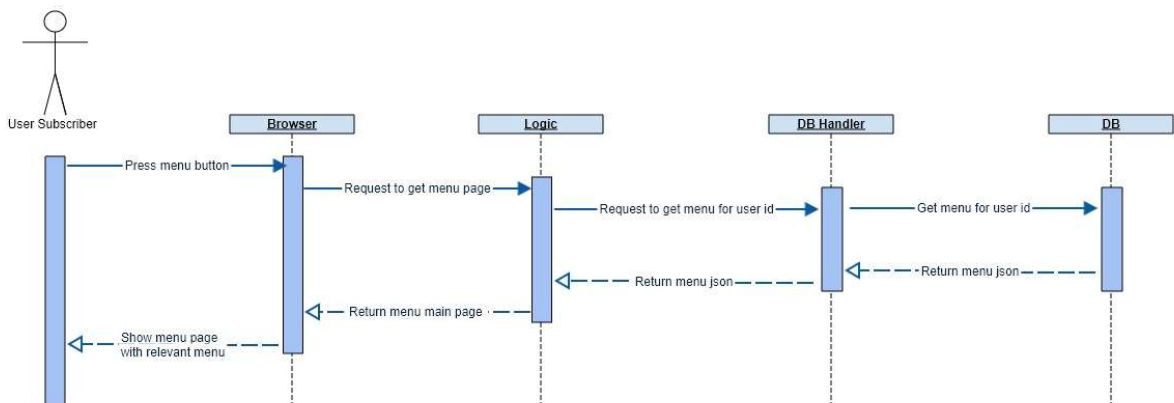 User Subscriber
Browser
Logic
DB Handler
DB
Press menu button
Request to get menu page
Request to get menu for user id
Get menu for user id
Return menu json
Return menu json
Return menu main page
Show menu page
with relevant menu